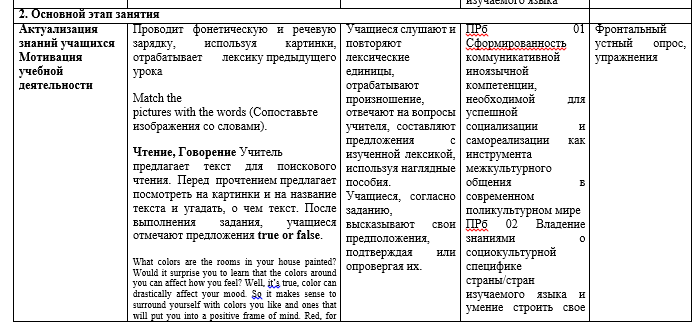 изучаемого языка
2. Основной этап занятия
Актуализация
знаний учащихся
Мотивация
учебной
деятельности
Проводит фонетическую и речевую
зарядку, используя картинки,
отрабатывает лексику предыдущего
урока
Match the
pictures with the words (Сопоставьте
изображения со словами).
Чтение, Говорение Учитель
предлагает текст для поискового
чтения. Перед прочтением предлагает
посмотреть на картинки и на название
текста и угадать, о чем текст. После
выполнения задания, учащиеся
отмечают предложения true or false.
What colors are the rooms in your house painted?
Would it surprise you to learn that the colors around
you can affect how you feel? Well, it's true, color can
drastically affect your mood. So it makes sense to
surround yourself with colors you like and ones that
will put you into a positive frame of mind. Red, for
Учащиеся слушают и
повторяют
лексические
единицы,
отрабатывают
произношение,
отвечают на вопросы
учителя, составляют
предложения с
изученной лексикой,
используя наглядные
пособия.
Учащиеся, согласно
заданию,
высказывают свои
предположения,
подтверждая или
опровергая их.
ПРб 01
Сформированность
коммуникативной
иноязычной
компетенции,
необходимой для
успешной
социализации и
самореализации как
инструмента
межкультурного
общения в
современном
поликультурном мире
ПРб 02 Владение
знаниями о
социокультурной
специфике
страны/стран
изучаемого языка и
умение строить свое
Фронтальный
устный опрос,
упражнения